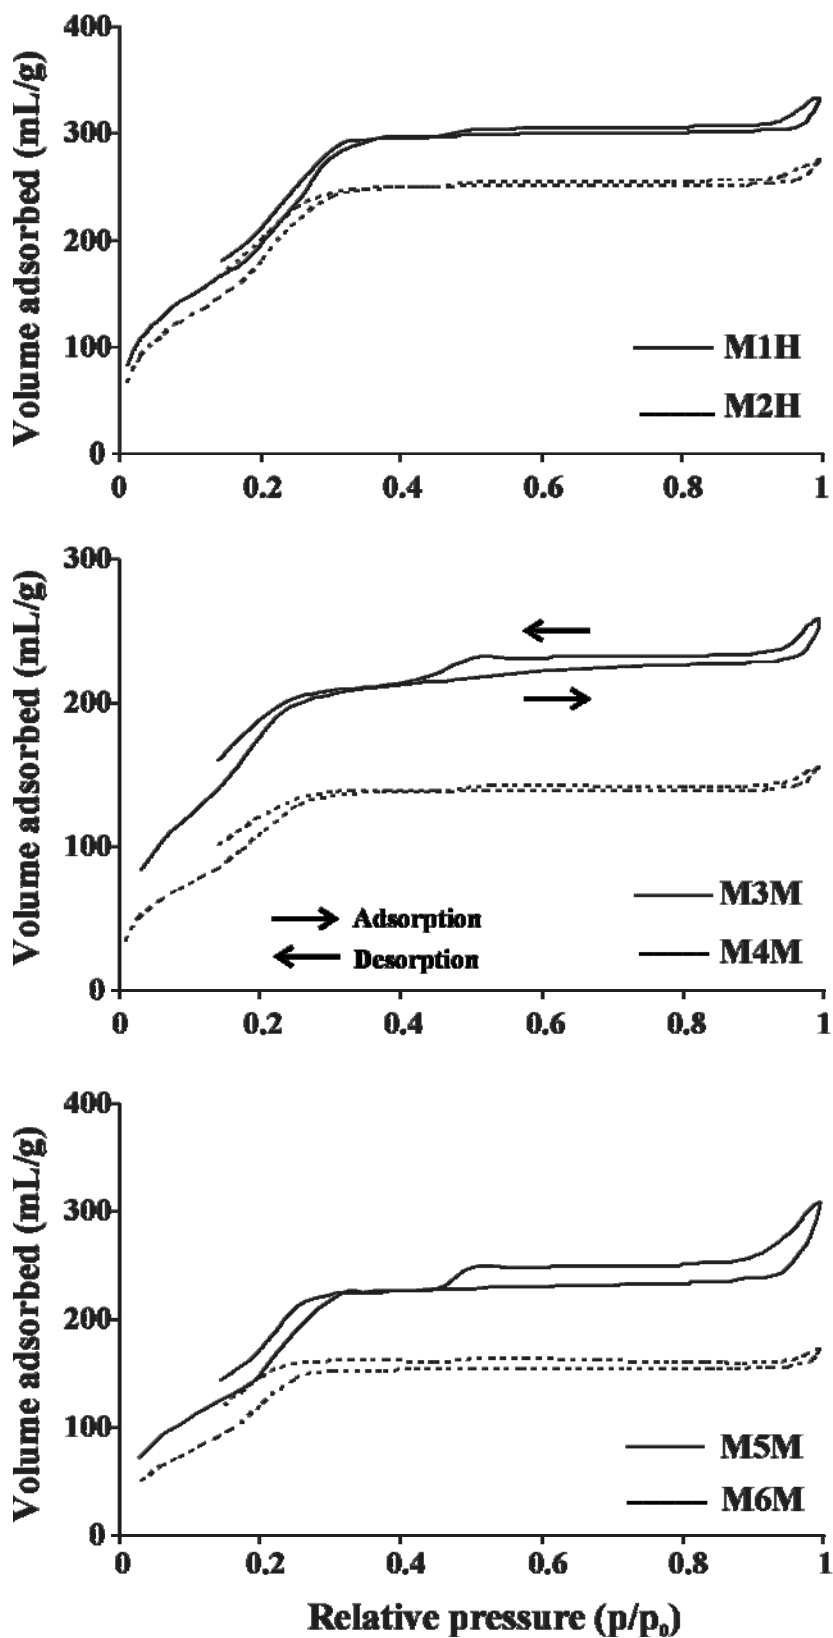 Volume adsorbed (mL/g)
400
300
200
100
0
0 0.2 0.4 0.6 0.8 1
M1H
M2H
Volume adsorbed (mL/g)
300
200
100
0
0 0.2 0.4 0.6 0.8 1
Adsorption
Desorption
M3M
M4M
Volume adsorbed (mL/g)
400
300
200
100
0
0 0.2 0.4 0.6 0.8 1
M5M
M6M
Relative pressure (p/p₀)